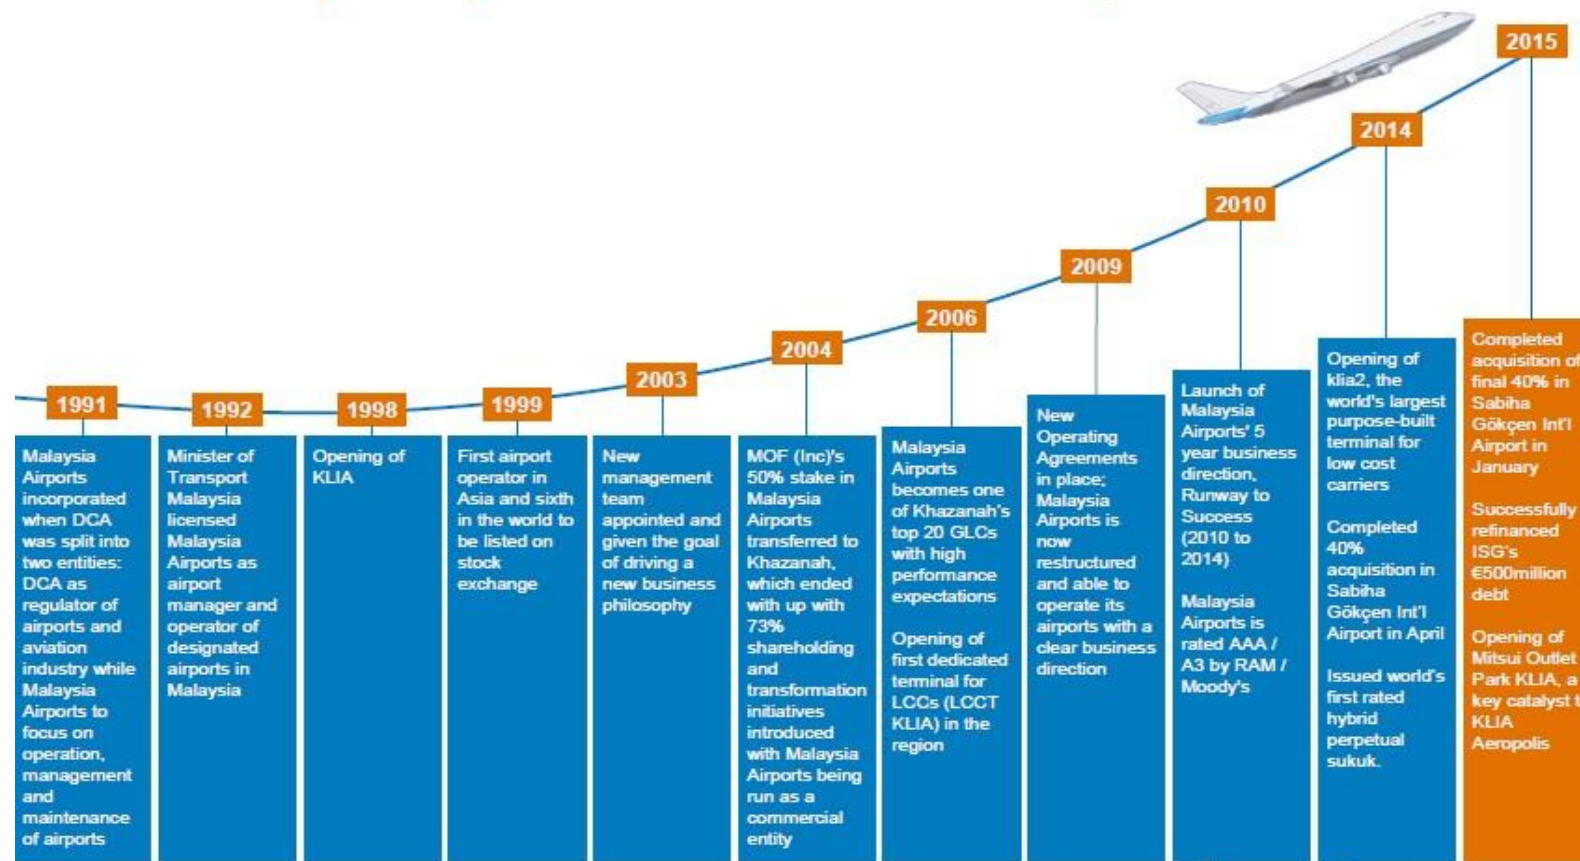 1991
Malaysia
Airports
incorporated
when DCA
was split into
two entities:
DCA as
regulator of
airports and
aviation
industry while
Malaysia
Airports to
focus on
operation,
management
and
maintenance
of airports
1992
Minister of
Transport
Malaysia
licensed
Malaysia
Airports as
airport
manager and
operator of
designated
airports in
Malaysia
1998
Opening of
KLIA
1999
First airport
operator in
Asia and sixth
in the world to
be listed on
stock
exchange
2003
New
management
team
appointed and
given the goal
of driving a
new business
philosophy
2004
MOF (Inc)'s
50% stake in
Malaysia
Airports
transferred to
Khazanah,
which ended
with up with
73%
shareholding
and
transformation
initiatives
introduced
with Malaysia
Airports being
run as a
commercial
entity
2006
Malaysia
Airports
becomes one
of Khazanah's
top 20 GLCs
with high
performance
expectations
Opening of
first dedicated
terminal for
LCCs (LCCT
KLIA) in the
region
2009
New
Operating
Agreements
in place;
Malaysia
Airports is
now
restructured
and able to
operate its
airports with a
clear business
direction
2010
Launch of
Malaysia
Airports' 5
year business
direction,
Runway to
Success
(2010 to
2014)
Malaysia
Airports is
rated AAA /
A3 by RAM /
Moody's
2014
Opening of
klia2, the
world's largest
purpose-built
terminal for
low cost
carriers
Completed
40%
acquisition in
Sabiha
Gökçen Int'l
Airport in April
Issued world's
first rated
hybrid
perpetual
sukuk.
2015
Completed
acquisition of
final 40% in
Sabiha
Gökçen Int'l
Airport in
January
Successfully
refinanced
ISG's
€500million
debt
Opening of
Mitsui Outlet
Park KLIA, a
key catalyst
KLIA
Aeropolis